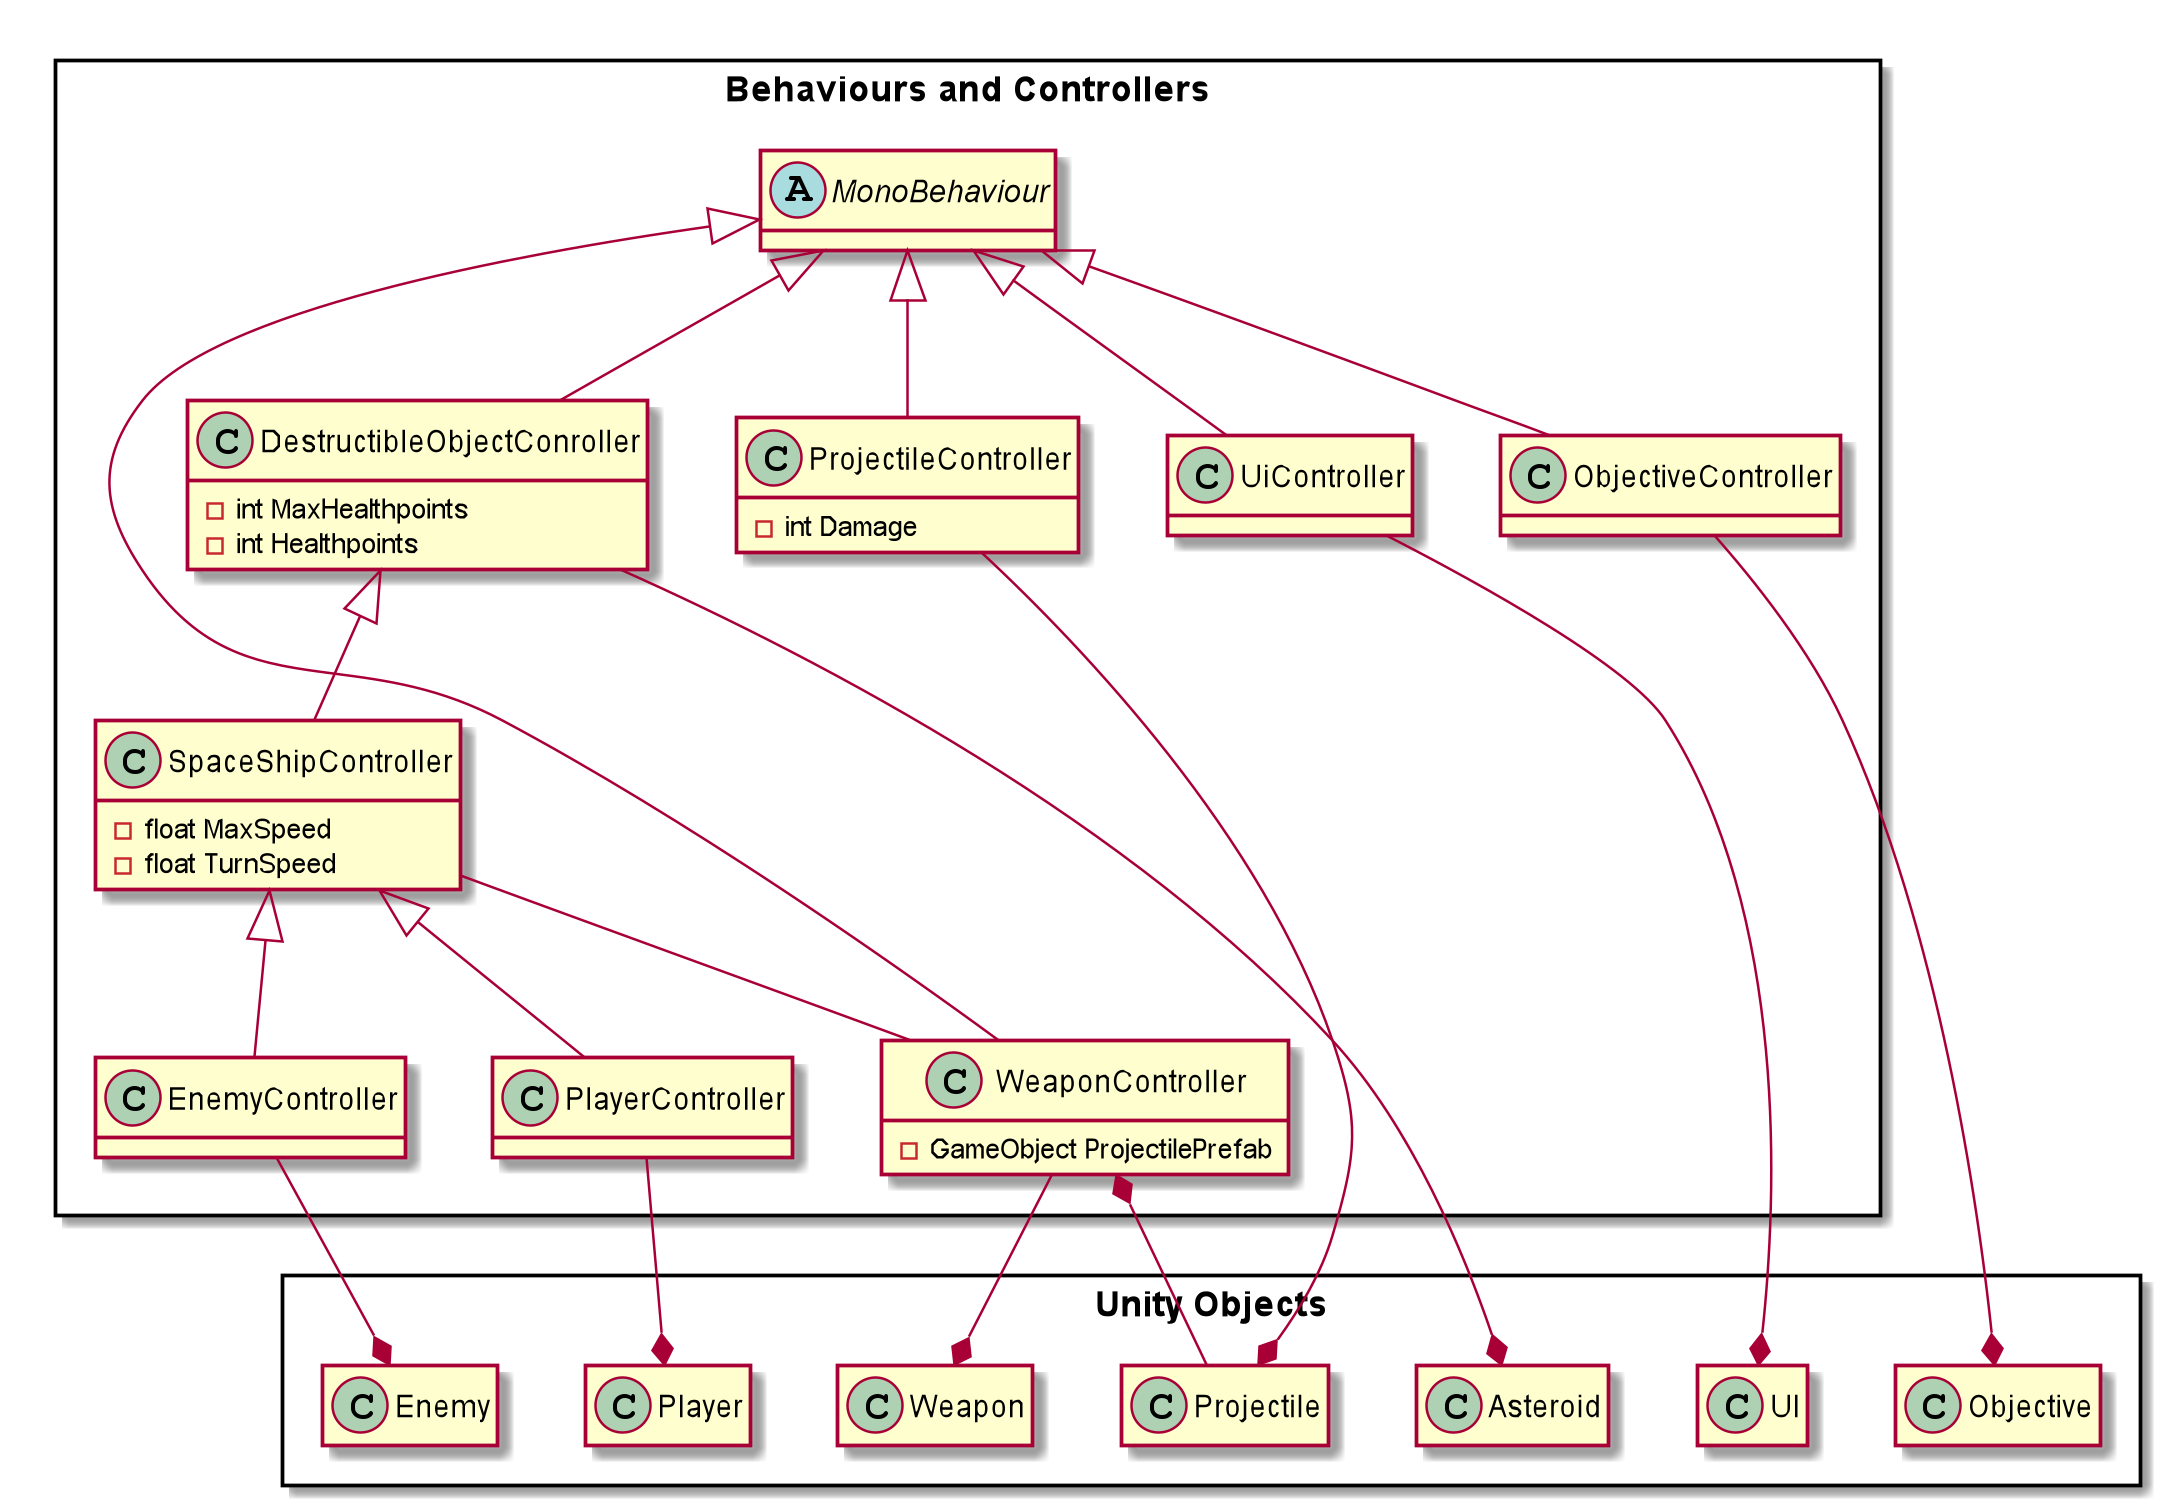 Behaviours and Controllers
A MonoBehaviour
C DestructibleObjectConroller
int MaxHealthpoints
int Healthpoints
C ProjectileController
int Damage
C UiController
C ObjectiveController
C SpaceShipController
float MaxSpeed
float TurnSpeed
C EnemyController
C PlayerController
C WeaponController
GameObject ProjectilePrefab
Unity Objects
C Enemy
C Player
C Weapon
C Projectile
C Asteroid
C UI
C Objective